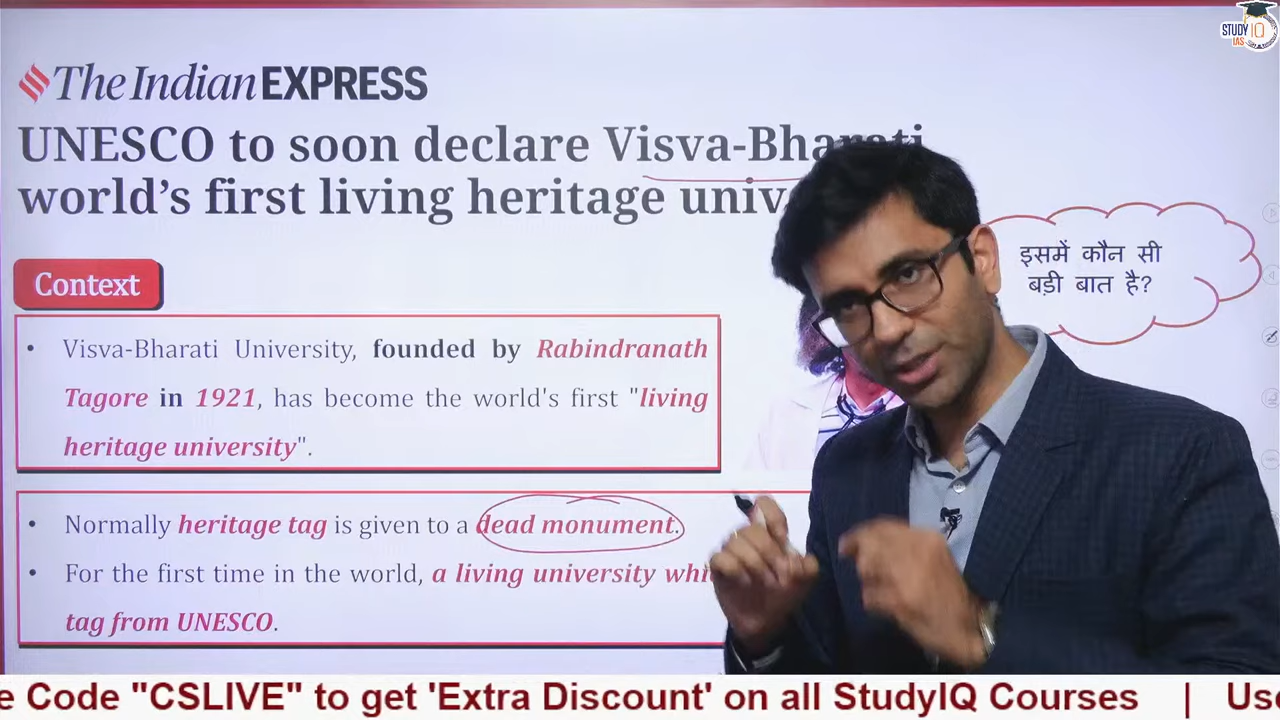 STUDY IQ
IAS
The Indian EXPRESS
UNESCO to soon declare Visva-Bharati
world's first living heritage
Context
इसमें कौन सी
बड़ी बात है?
• Visva-Bharati University, founded by Rabindranath
Tagore in 1921, has become the world's first "living
heritage university".
• Normally heritage tag is given to a dead monument.
• For the first time in the world, a living university
tag from UNESCO.
e Code "CSLIVE" to get 'Extra Discount' on all StudyIQ Courses | Use